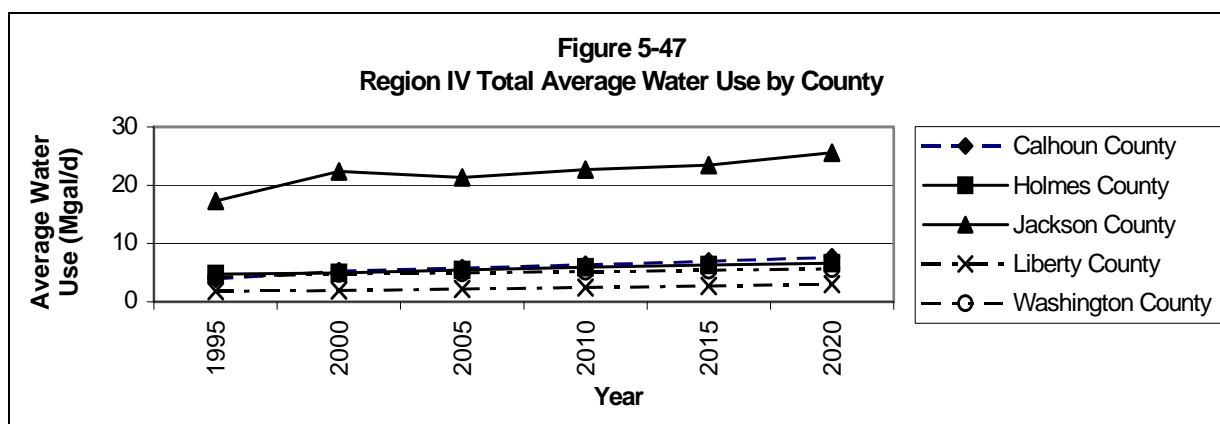 Figure 5-47
Region IV Total Average Water Use by County
Average Water
Use (Mgal/d)
30
20
10
0
1995
2000
2005
2010
2015
2020
Year
Calhoun County
Holmes County
Jackson County
Liberty County
Washington County